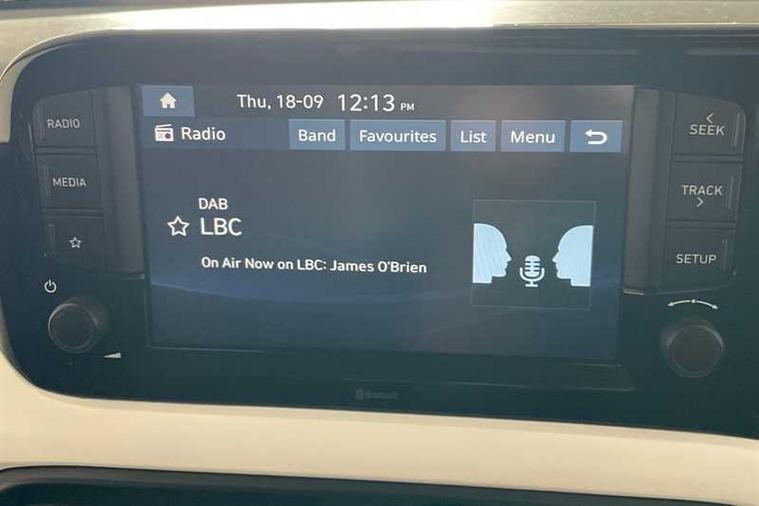 Thu, 18-09 12:13 PM
RADIO
Radio Band Favourites List Menu
< SEEK
MEDIA
TRACK >
DAB
LBC
On Air Now on LBC: James O'Brien
SETUP
Bluetooth